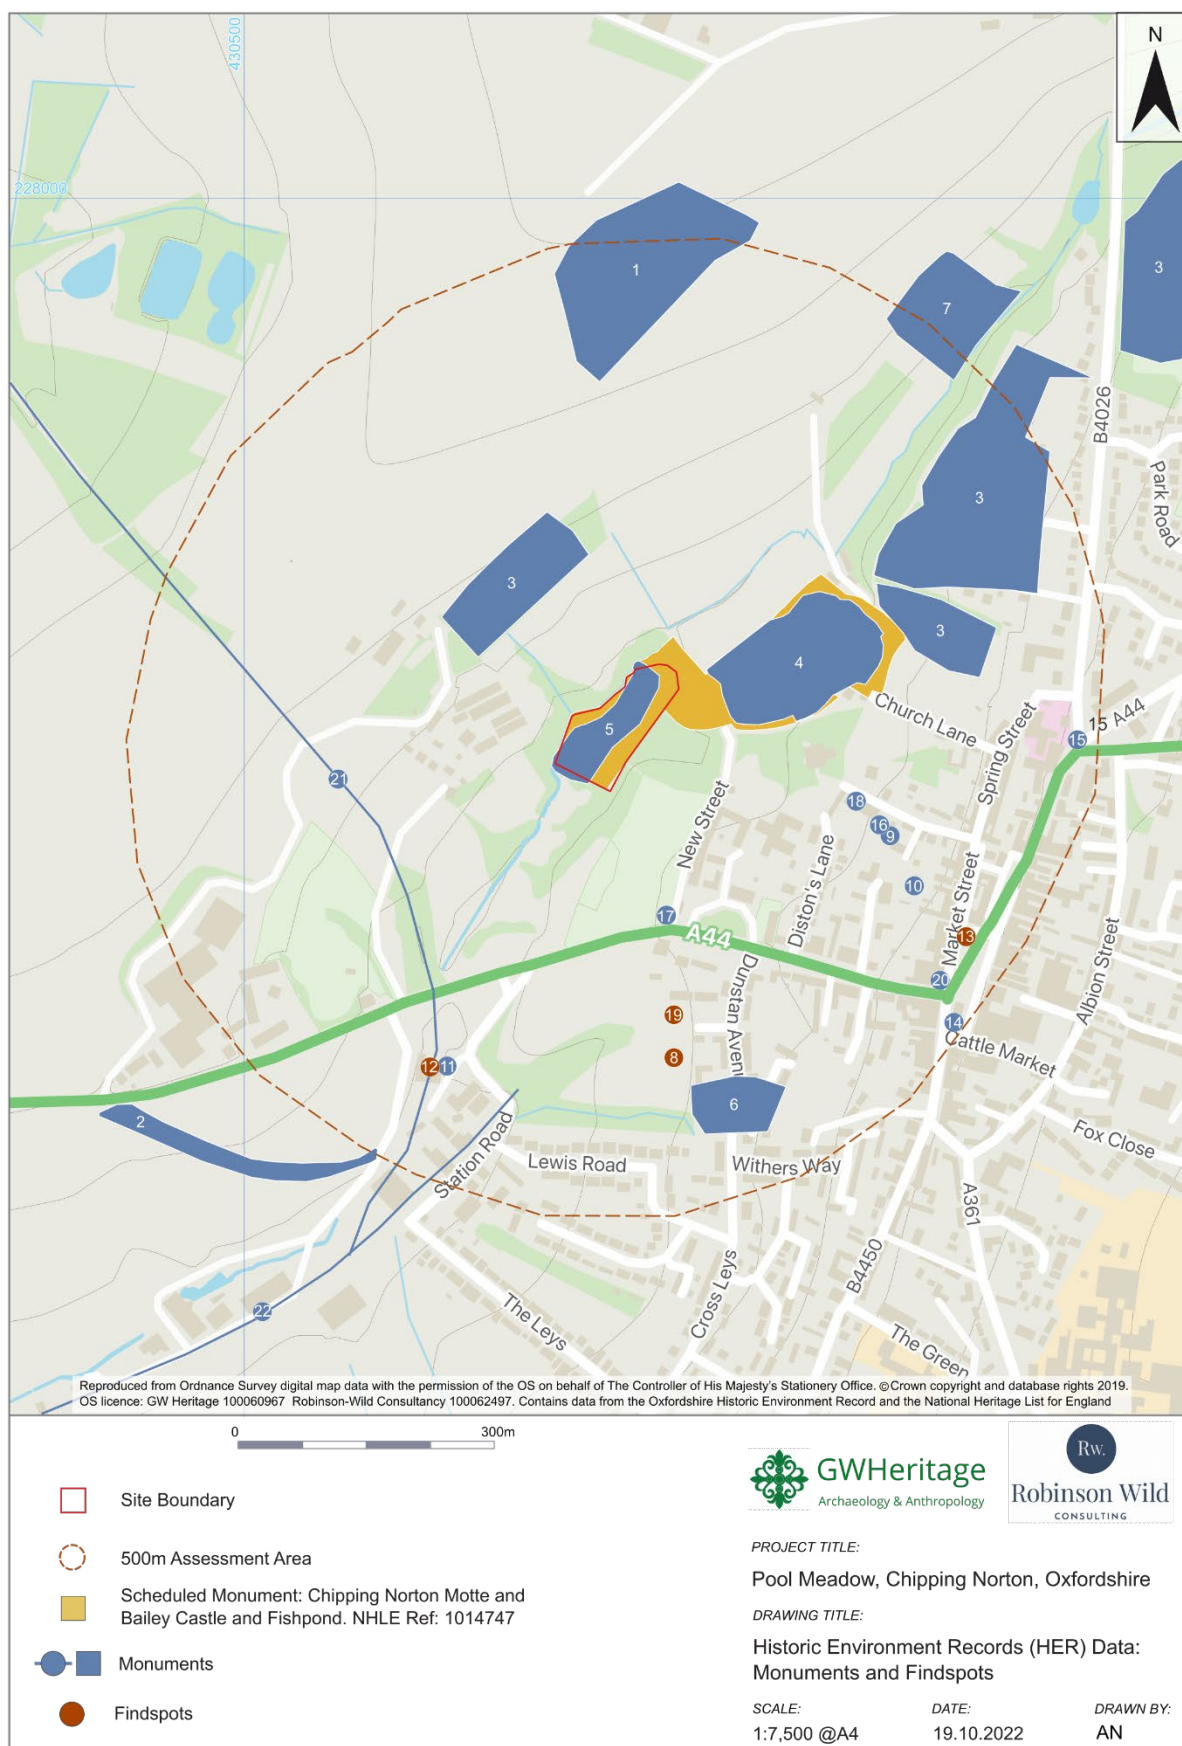 N
430500
228000
1
3
7
B4026
3
Park Road
3
3
4
5
Church Lane
Spring Street
15 A44
15
21
18
16
9
New Street
Diston's Lane
10
Market Street
17
A44
13
Albion Street
20
Dunstan Avenu
19
14
Cattle Market
8
12
11
6
2
Station Road
Lewis Road
Withers Way
Fox Close
A361
B4450
Cross Leys
The Leys
22
The Green
Reproduced from Ordnance Survey digital map data with the permission of the OS on behalf of The Controller of His Majesty's Stationery Office. ©Crown copyright and database rights 2019.
OS licence: GW Heritage 100060967 Robinson-Wild Consultancy 100062497. Contains data from the Oxfordshire Historic Environment Record and the National Heritage List for England
0 300m
Site Boundary
500m Assessment Area
Scheduled Monument: Chipping Norton Motte and
Bailey Castle and Fishpond. NHLE Ref: 1014747
Monuments
Findspots
GWHeritage
Archaeology & Anthropology
Rw.
Robinson Wild
CONSULTING
PROJECT TITLE:
Pool Meadow, Chipping Norton, Oxfordshire
DRAWING TITLE:
Historic Environment Records (HER) Data:
Monuments and Findspots
SCALE: DATE: DRAWN BY:
1:7,500 @A4 19.10.2022 AN